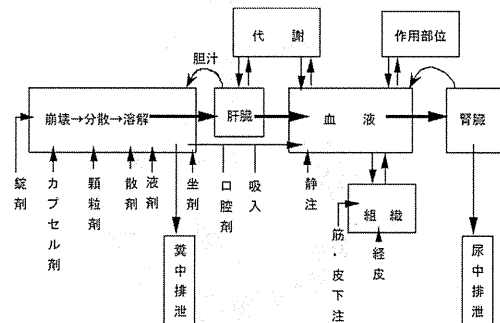 代　謝
作用部位
胆汁
崩壊→分散→溶解
肝臓
血　液
腎臓
錠剤
カプセル剤
顆粒剤
散剤
液剤
坐剤
口腔剤
吸入
静注
組　織
筋・皮下注
経皮
糞中排泄
尿中排泄